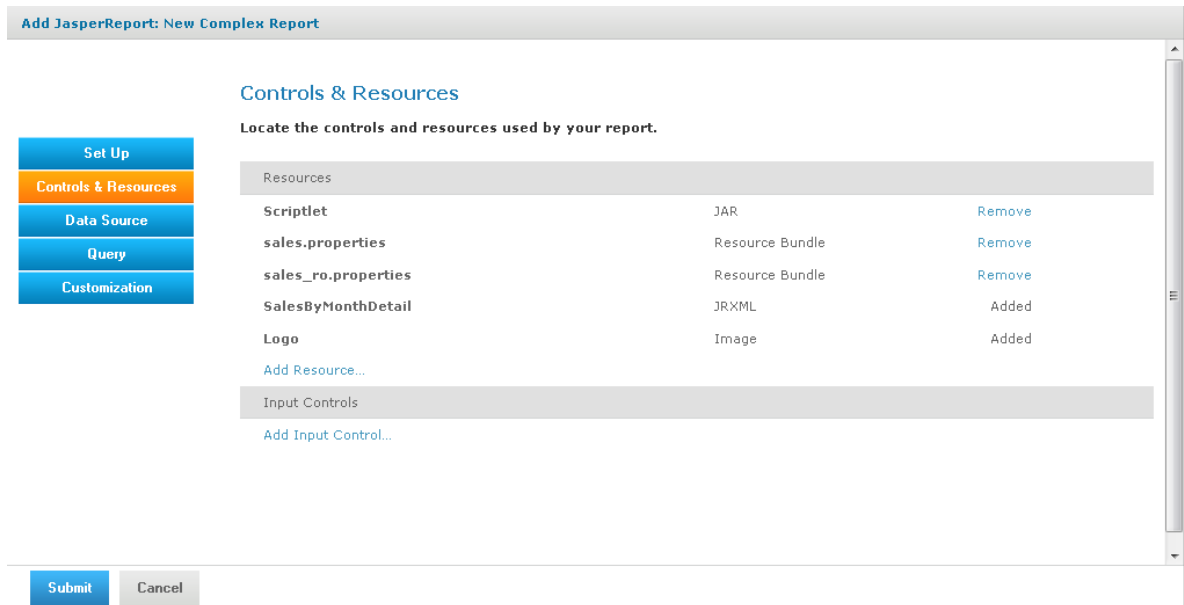 Add JasperReport: New Complex Report
Controls & Resources
Locate the controls and resources used by your report.
Set Up
Controls & Resources
Data Source
Query
Customization
Resources
Scriptlet JAR Remove
sales.properties Resource Bundle Remove
sales_ro.properties Resource Bundle Remove
SalesByMonthDetail JRXML Added
Logo Image Added
Add Resource...
Input Controls
Add Input Control...
Submit Cancel